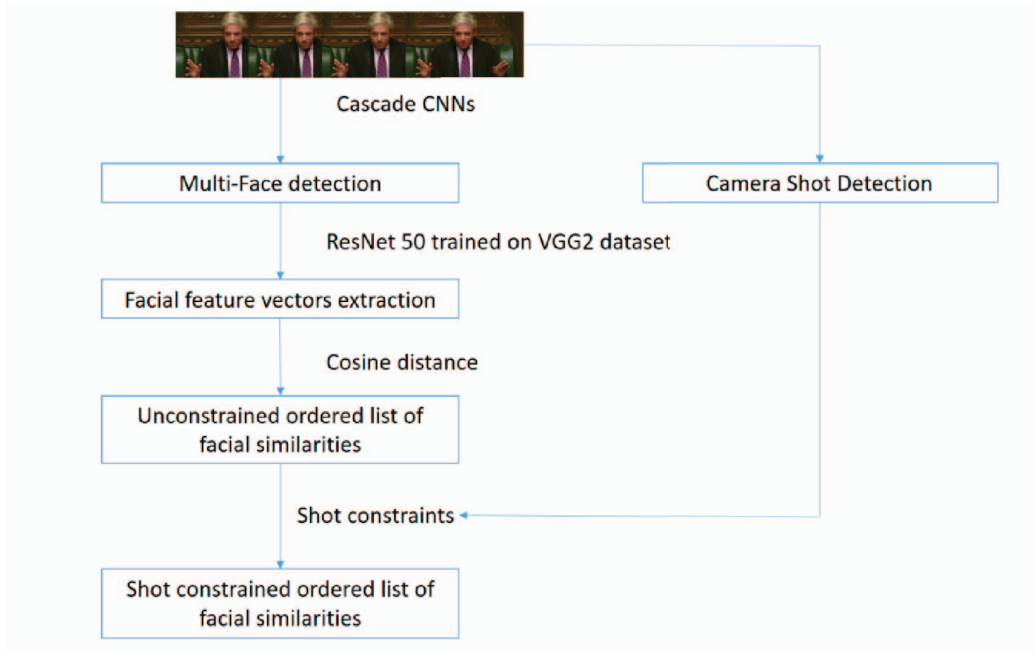 Cascade CNNs
Multi-Face detection
Camera Shot Detection
ResNet 50 trained on VGG2 dataset
Facial feature vectors extraction
Cosine distance
Unconstrained ordered list of
facial similarities
Shot constraints
Shot constrained ordered list of
facial similarities